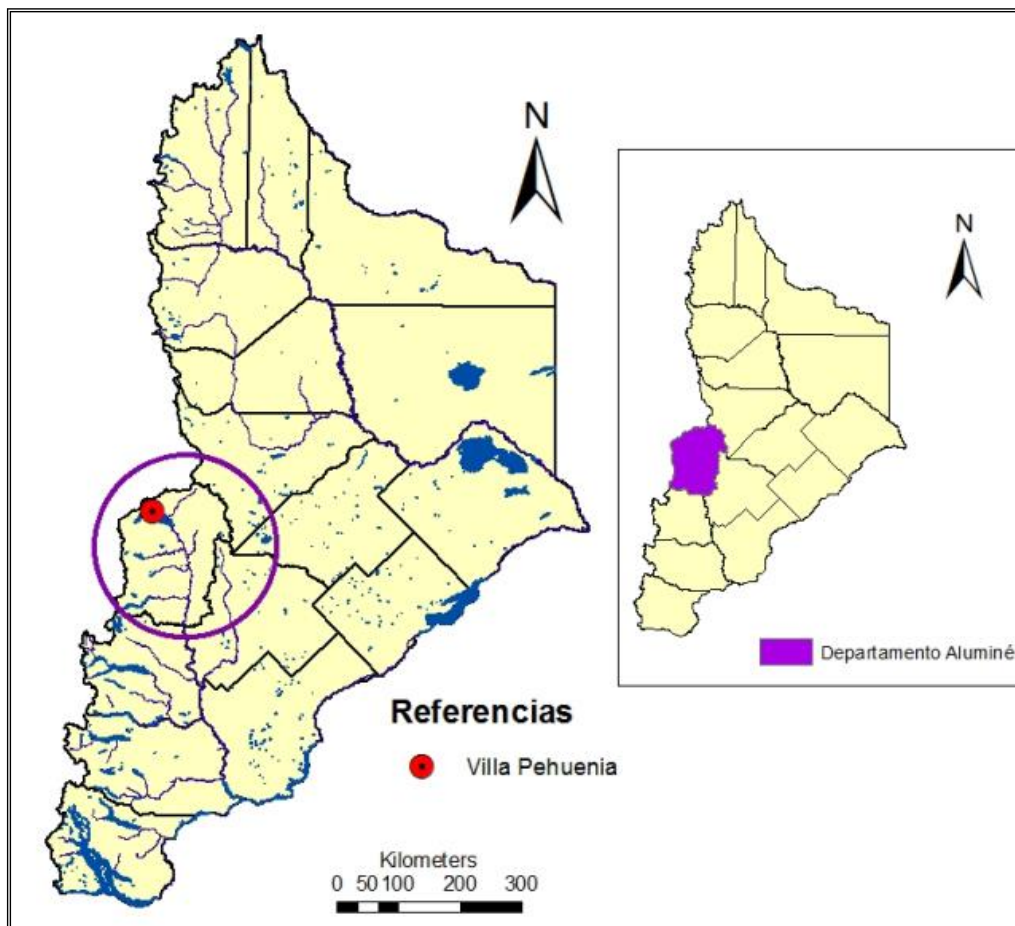 N
N
Departamento Aluminé
Referencias
Villa Pehuenia
Kilometers
0 50 100 200 300